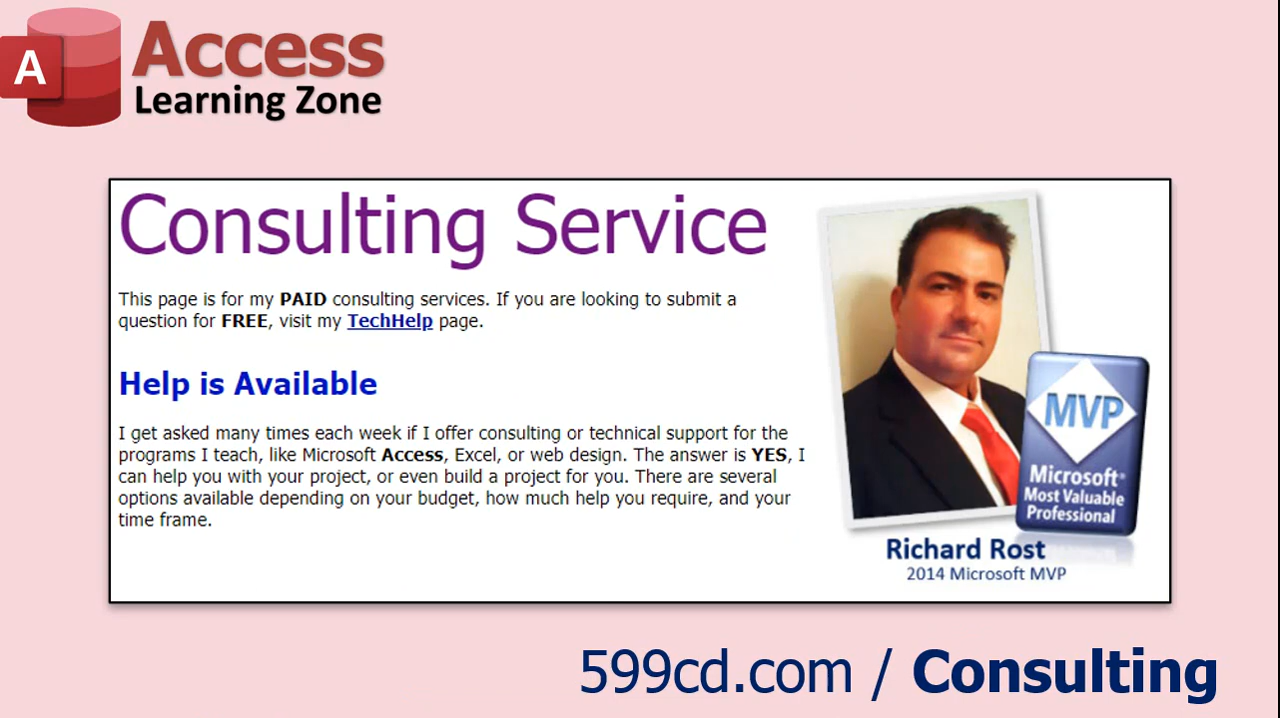 A
Access
Learning Zone
Consulting Service
This page is for my PAID consulting services. If you are looking to submit a
question for FREE, visit my TechHelp page.
Help is Available
I get asked many times each week if I offer consulting or technical support for the
programs I teach, like Microsoft Access, Excel, or web design. The answer is YES, I
can help you with your project, or even build a project for you. There are several
options available depending on your budget, how much help you require, and your
time frame.
MVP
Microsoft®
Most Valuable
Professional
Richard Rost
2014 Microsoft MVP
599cd.com / Consulting